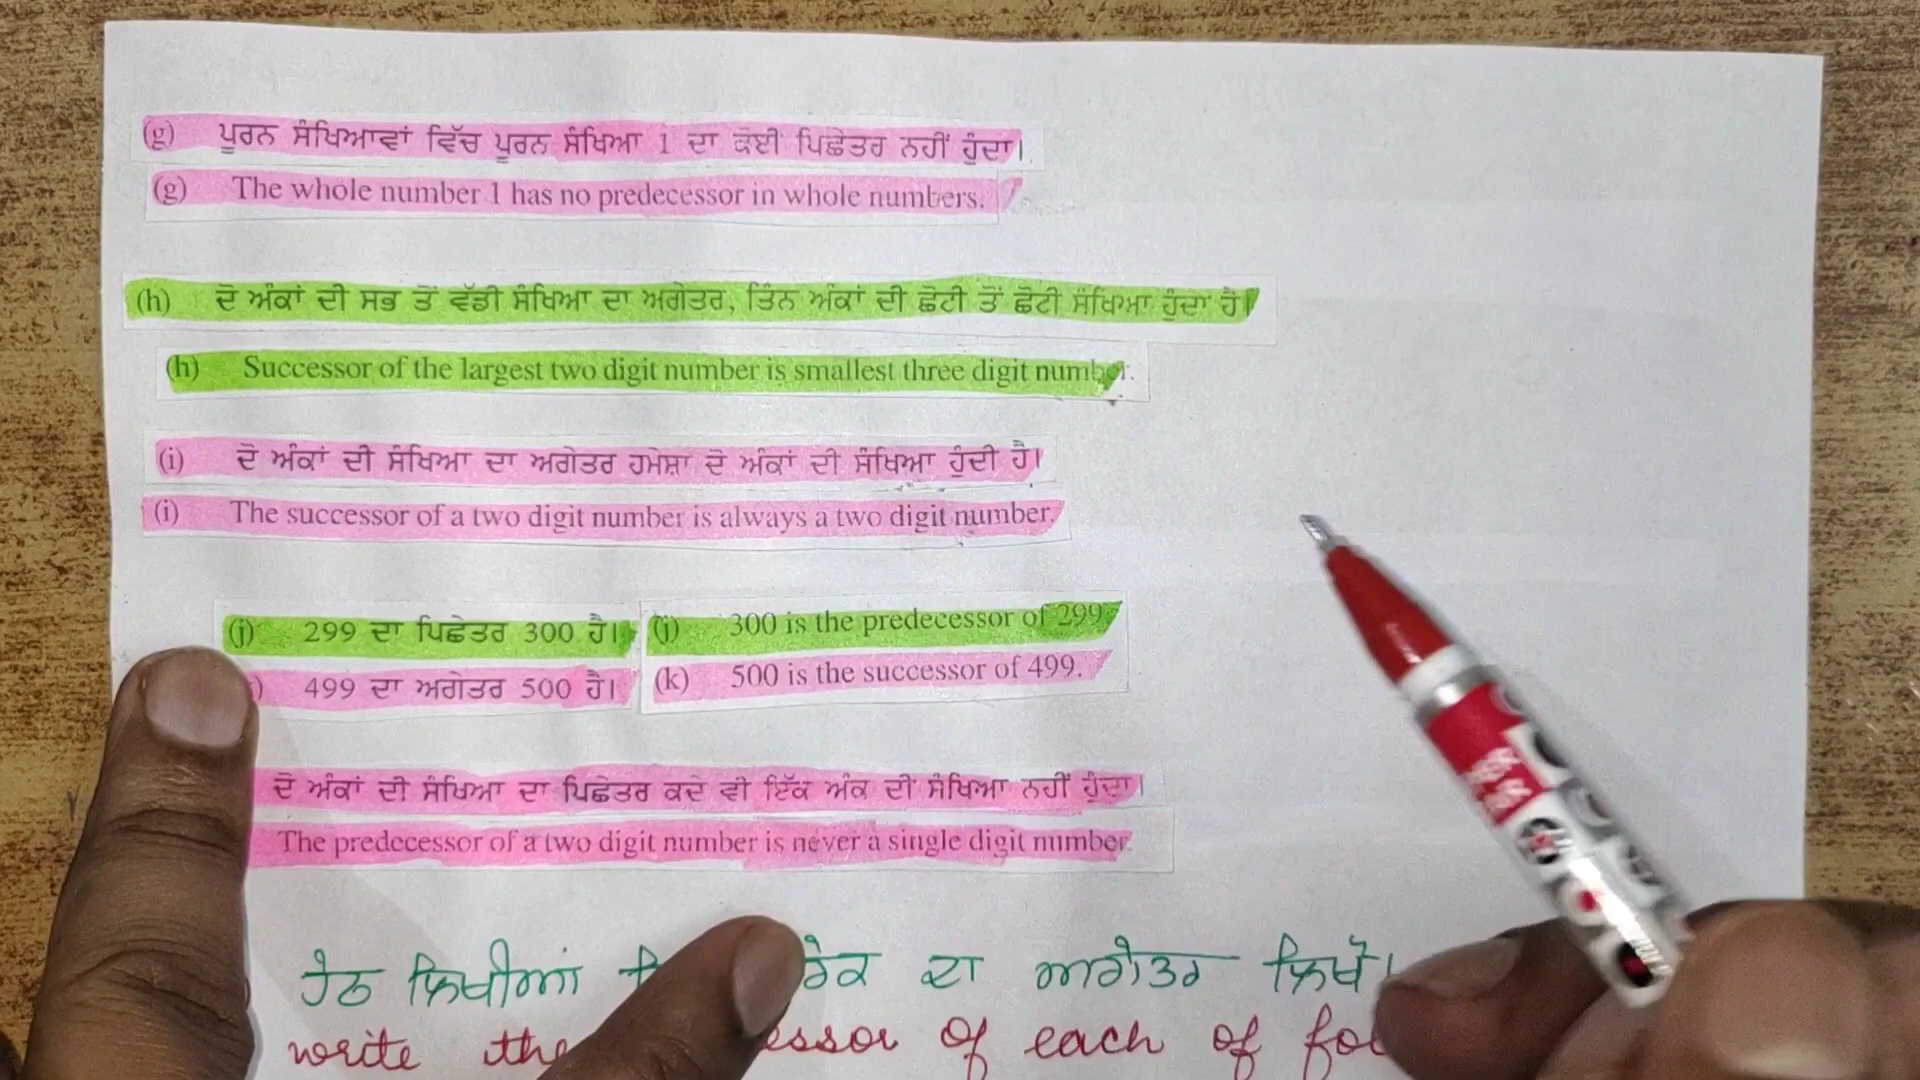 (g) ਪੂਰਨ ਸੰਖਿਆਵਾਂ ਵਿੱਚ ਪੂਰਨ ਸੰਖਿਆ 1 ਦਾ ਕੋਈ ਪਿਛੇਤਰ ਨਹੀਂ ਹੁੰਦਾ।
(g) The whole number 1 has no predecessor in whole numbers.
(h) ਦੋ ਅੰਕਾਂ ਦੀ ਸਭ ਤੋਂ ਵੱਡੀ ਸੰਖਿਆ ਦਾ ਅਗੇਤਰ, ਤਿੰਨ ਅੰਕਾਂ ਦੀ ਛੋਟੀ ਤੋਂ ਛੋਟੀ ਸੰਖਿਆ ਹੁੰਦਾ ਹੈ।
(h) Successor of the largest two digit number is smallest three digit number.
(i) ਦੋ ਅੰਕਾਂ ਦੀ ਸੰਖਿਆ ਦਾ ਅਗੇਤਰ ਹਮੇਸ਼ਾ ਦੋ ਅੰਕਾਂ ਦੀ ਸੰਖਿਆ ਹੁੰਦੀ ਹੈ।
(i) The successor of a two digit number is always a two digit number.
(j) 299 ਦਾ ਪਿਛੇਤਰ 300 ਹੈ। (j) 300 is the predecessor of 299.
499 ਦਾ ਅਗੇਤਰ 500 ਹੈ। (k) 500 is the successor of 499.
ਦੋ ਅੰਕਾਂ ਦੀ ਸੰਖਿਆ ਦਾ ਪਿਛੇਤਰ ਕਦੇ ਵੀ ਇੱਕ ਅੰਕ ਦੀ ਸੰਖਿਆ ਨਹੀਂ ਹੁੰਦਾ।
The predecessor of a two digit number is never a single digit number.
ਹੇਠ ਲਿਖੀਆਂ ਦਾ ਅਗੇਤਰ ਲਿਖੋ।
write the of each of